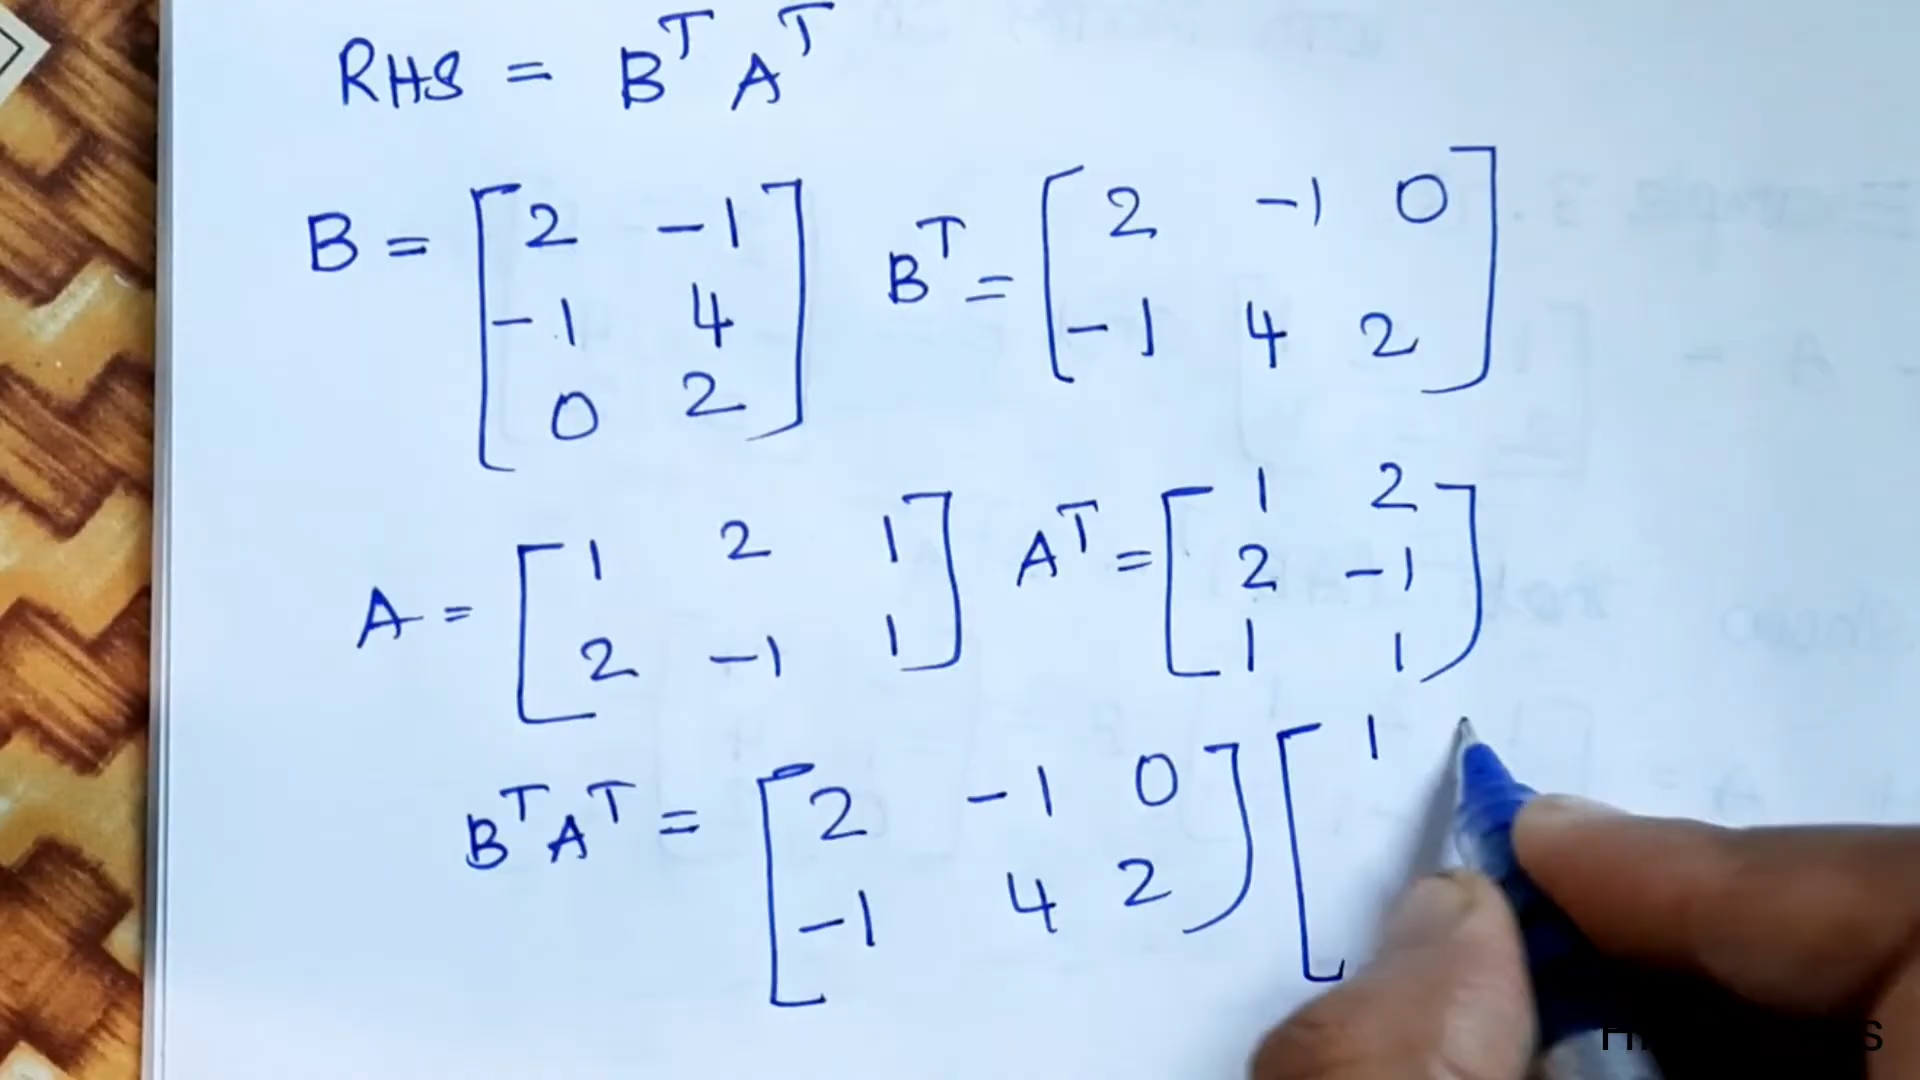 RHS = B^T A^T
B = [2 -1
-1 4
0 2] B^T = [2 -1 0
-1 4 2]
A = [1 2 1
2 -1 1] A^T = [1 2
2 -1
1 1]
B^T A^T = [2 -1 0
-1 4 2] [1